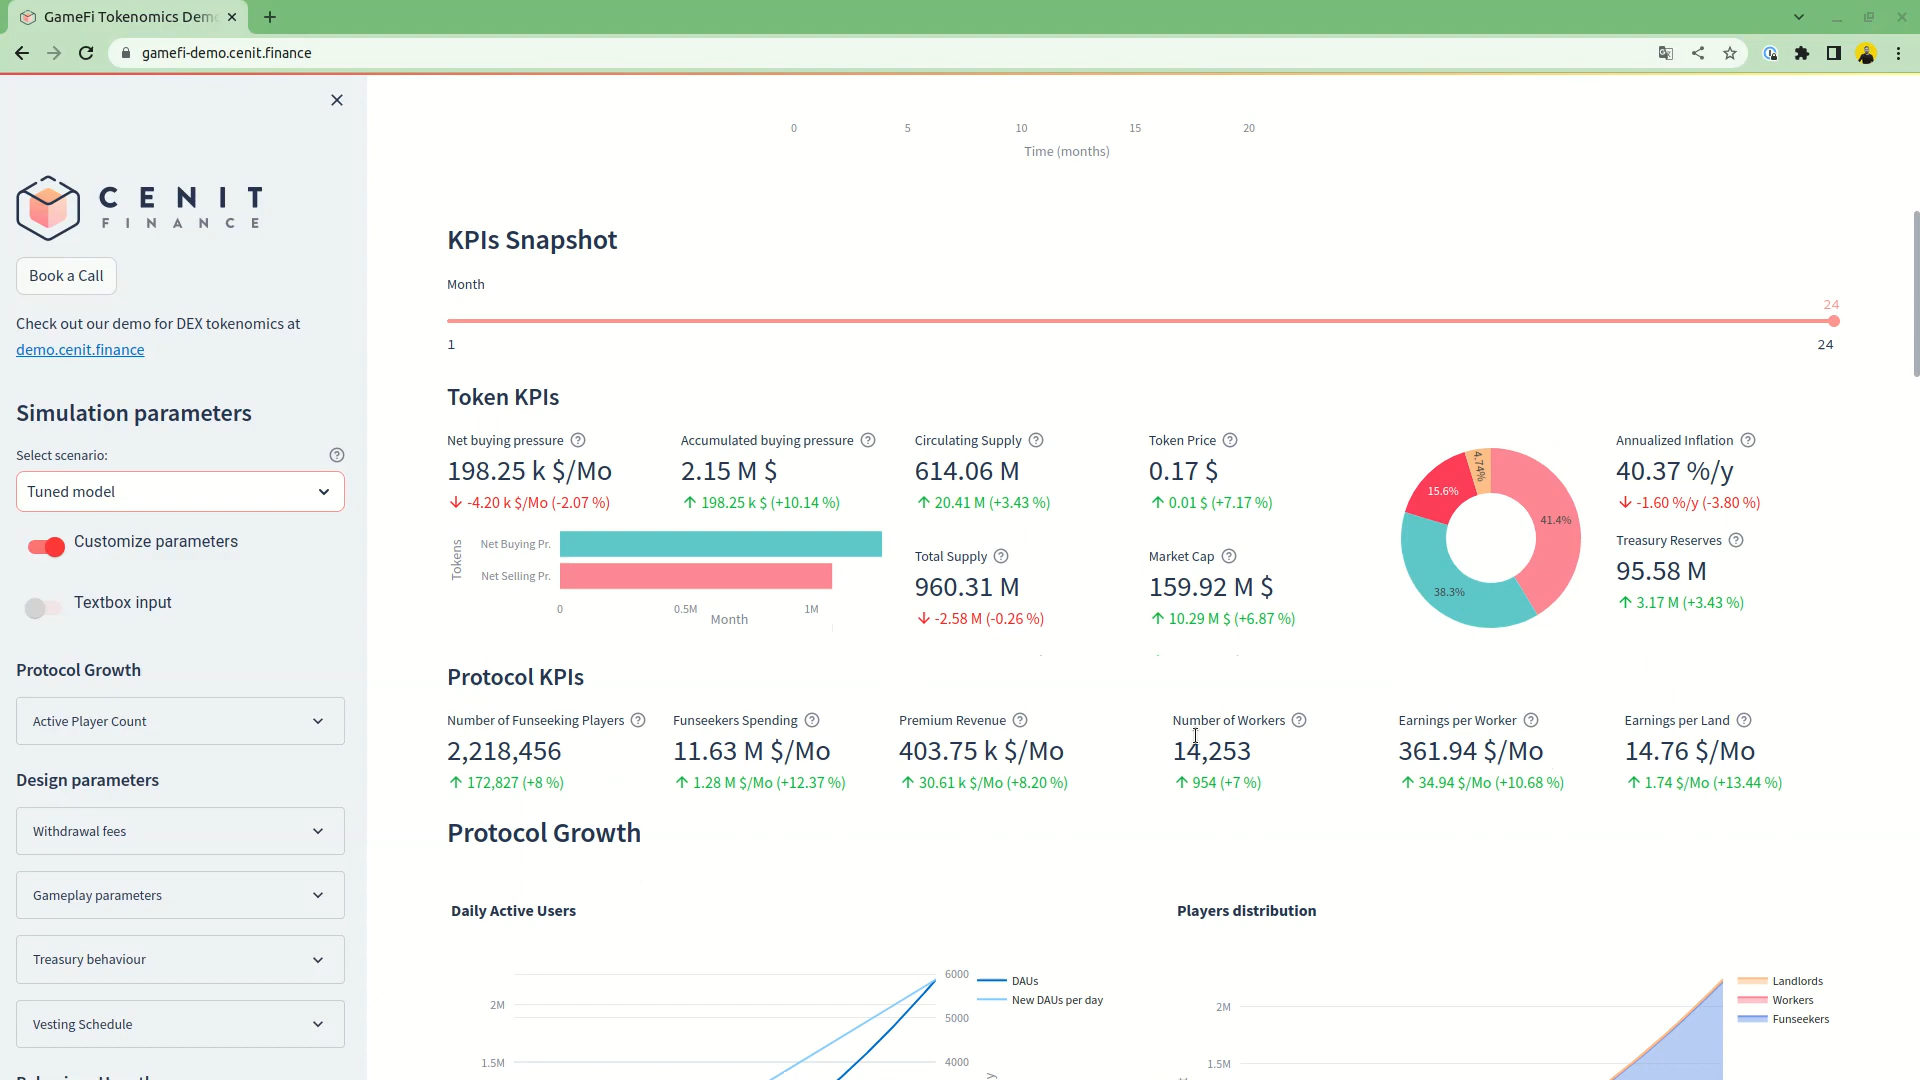 GameFi Tokenomics Dem
gamefi-demo.cenit.finance
CENIT
FINANCE
Book a Call
Check out our demo for DEX tokenomics at
demo.cenit.finance
Simulation parameters
Select scenario:
Tuned model
Customize parameters
Textbox input
Protocol Growth
Active Player Count
Design parameters
Withdrawal fees
Gameplay parameters
Treasury behaviour
Vesting Schedule
0 5 10 15 20
Time (months)
KPIs Snapshot
Month
24
1 24
Token KPIs
Net buying pressure
198.25 k $/Mo
-4.20 k $/Mo (-2.07 %)
Accumulated buying pressure
2.15 M $
198.25 k $ (+10.14 %)
Tokens
Net Buying Pr.
Net Selling Pr.
0 0.5M 1M
Month
Circulating Supply
614.06 M
20.41 M (+3.43 %)
Total Supply
960.31 M
-2.58 M (-0.26 %)
Token Price
0.17 $
0.01 $ (+7.17 %)
Market Cap
159.92 M $
10.29 M $ (+6.87 %)
4.74%
15.6%
41.4%
38.3%
Annualized Inflation
40.37 %/y
-1.60 %/y (-3.80 %)
Treasury Reserves
95.58 M
3.17 M (+3.43 %)
Protocol KPIs
Number of Funseeking Players
2,218,456
172,827 (+8 %)
Funseekers Spending
11.63 M $/Mo
1.28 M $/Mo (+12.37 %)
Premium Revenue
403.75 k $/Mo
30.61 k $/Mo (+8.20 %)
Number of Workers
14,253
954 (+7 %)
Earnings per Worker
361.94 $/Mo
34.94 $/Mo (+10.68 %)
Earnings per Land
14.76 $/Mo
1.74 $/Mo (+13.44 %)
Protocol Growth
Daily Active Users
6000
2M
5000
1.5M
4000
DAUs
New DAUs per day
Players distribution
2M
1.5M
Landlords
Workers
Funseekers